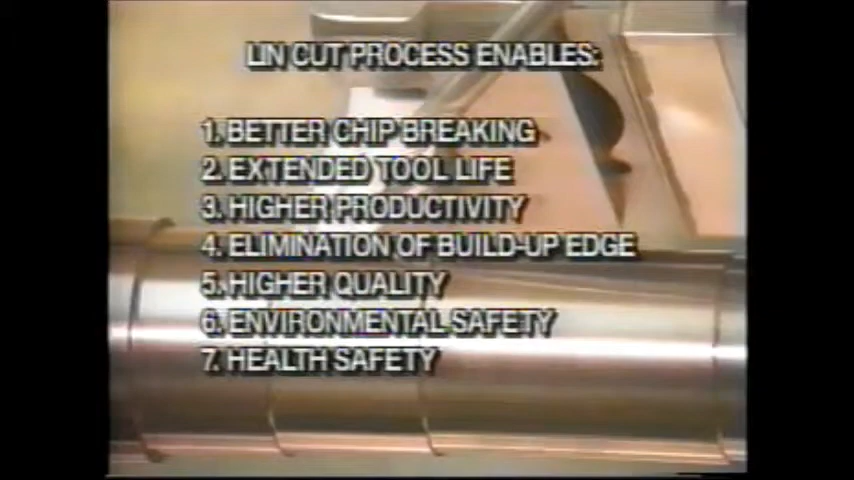 LIN CUT PROCESS ENABLES:
1. BETTER CHIP BREAKING
2. EXTENDED TOOL LIFE
3. HIGHER PRODUCTIVITY
4. ELIMINATION OF BUILD-UP EDGE
5. HIGHER QUALITY
6. ENVIRONMENTAL SAFETY
7. HEALTH SAFETY